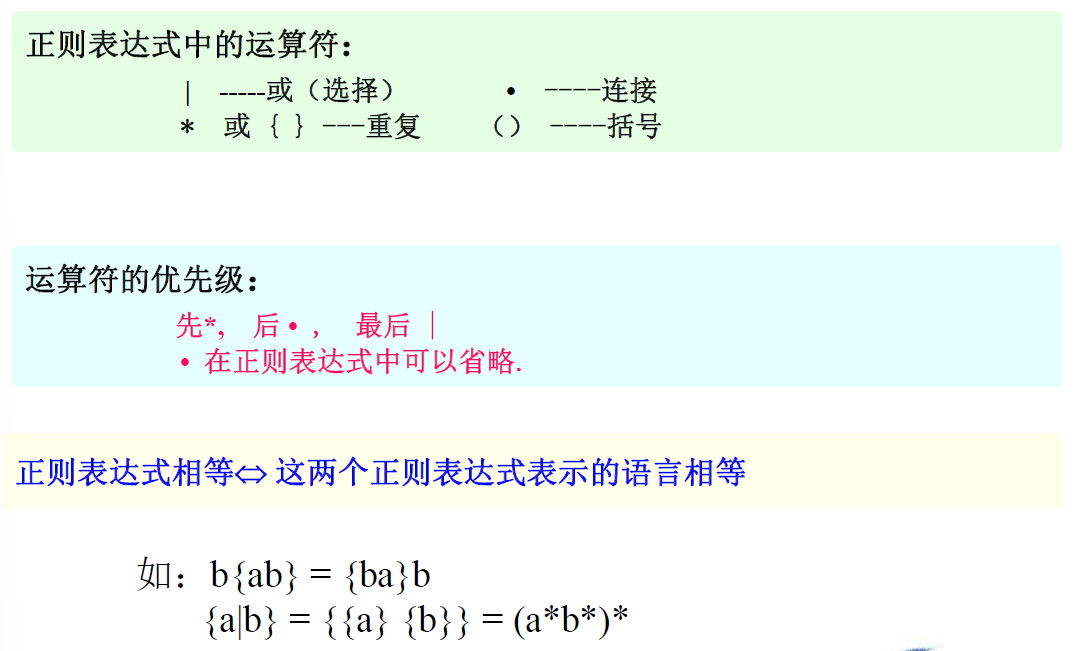 正则表达式中的运算符：
| -----或（选择） • ----连接
* 或 { } ---重复 （） ----括号
运算符的优先级：
先*, 后 • , 最后 |
• 在正则表达式中可以省略.
正则表达式相等⇔ 这两个正则表达式表示的语言相等
如：b{ab} = {ba}b
{a|b} = {{a} {b}} = (a*b*)*